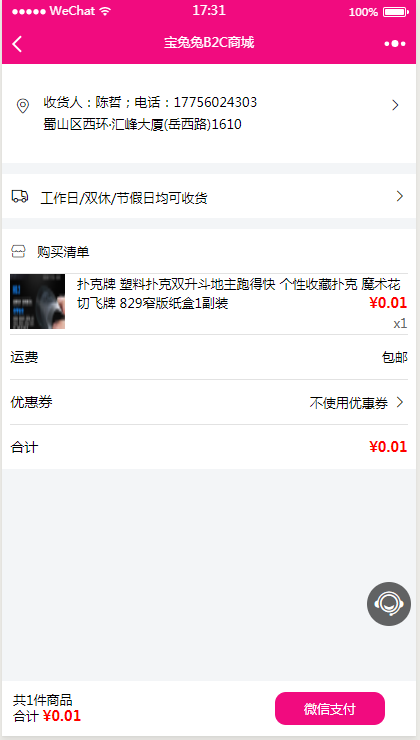 WeChat 17:31 100%
宝兔兔B2C商城
收货人：陈晢；电话：17756024303
蜀山区西环·汇峰大厦(岳西路)1610
工作日/双休/节假日均可收货
购买清单
扑克牌 塑料扑克双升斗地主跑得快 个性收藏扑克 魔术花
切飞牌 829窄版纸盒1副装
¥0.01
x1
运费 包邮
优惠券 不使用优惠券
合计 ¥0.01
共1件商品
合计 ¥0.01
微信支付